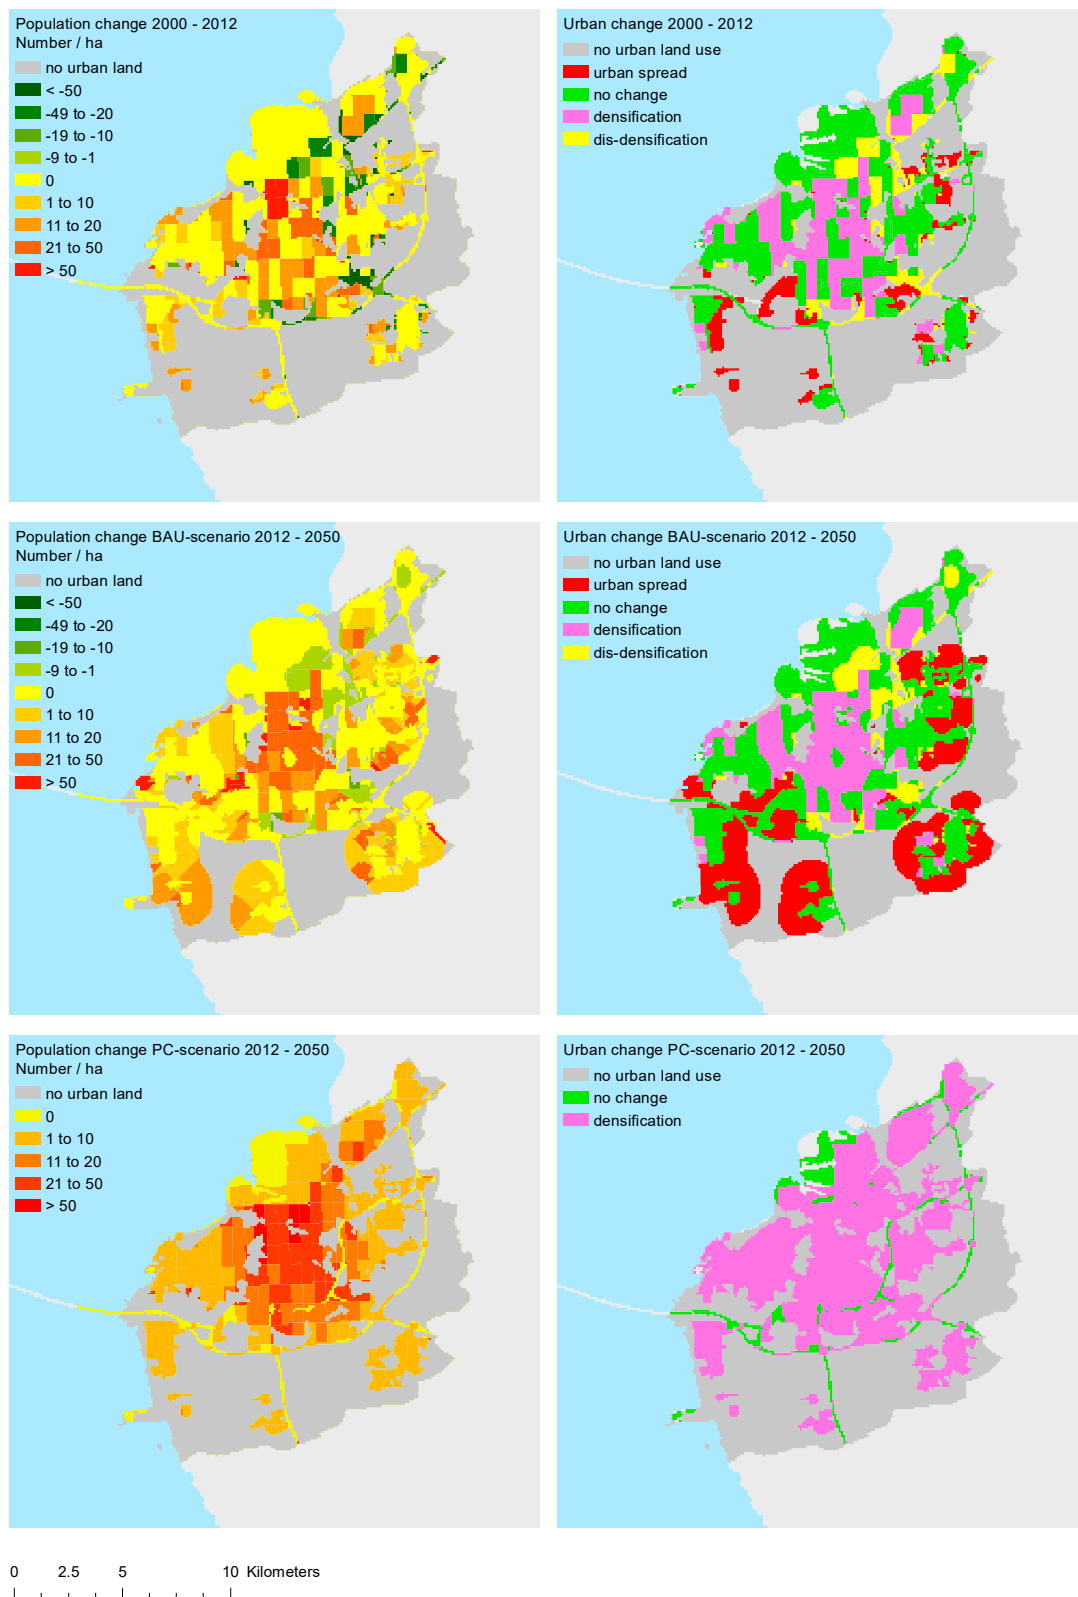 Population change 2000 - 2012
Number / ha
no urban land
< -50
-49 to -20
-19 to -10
-9 to -1
0
1 to 10
11 to 20
21 to 50
> 50
Urban change 2000 - 2012
no urban land use
urban spread
no change
densification
dis-densification
Population change BAU-scenario 2012 - 2050
Number / ha
no urban land
< -50
-49 to -20
-19 to -10
-9 to -1
0
1 to 10
11 to 20
21 to 50
> 50
Urban change BAU-scenario 2012 - 2050
no urban land use
urban spread
no change
densification
dis-densification
Population change PC-scenario 2012 - 2050
Number / ha
no urban land
0
1 to 10
11 to 20
21 to 50
> 50
Urban change PC-scenario 2012 - 2050
no urban land use
no change
densification
0 2.5 5 10 Kilometers